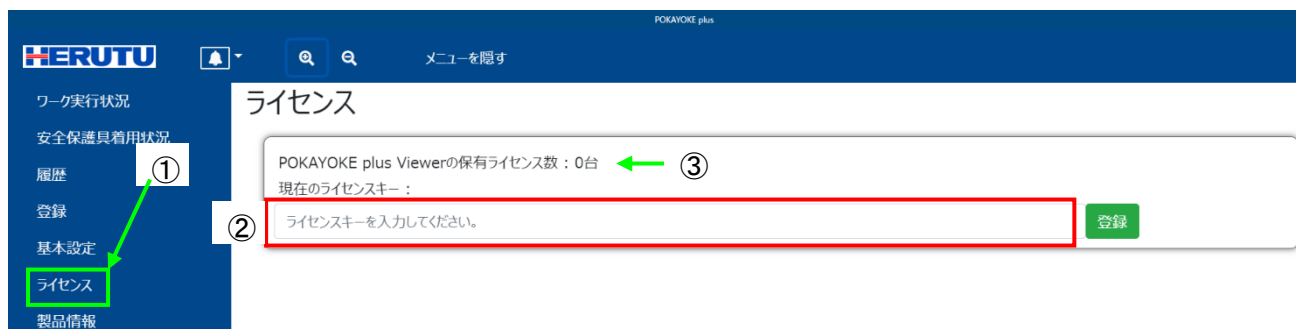 POKAYOKE plus
HERUTU
メニューを隠す
ワーク実行状況
安全保護具着用状況
履歴
登録
基本設定
ライセンス
製品情報
①
ライセンス
POKAYOKE plus Viewerの保有ライセンス数：0台
③
現在のライセンスキー：
②
ライセンスキーを入力してください。
登録